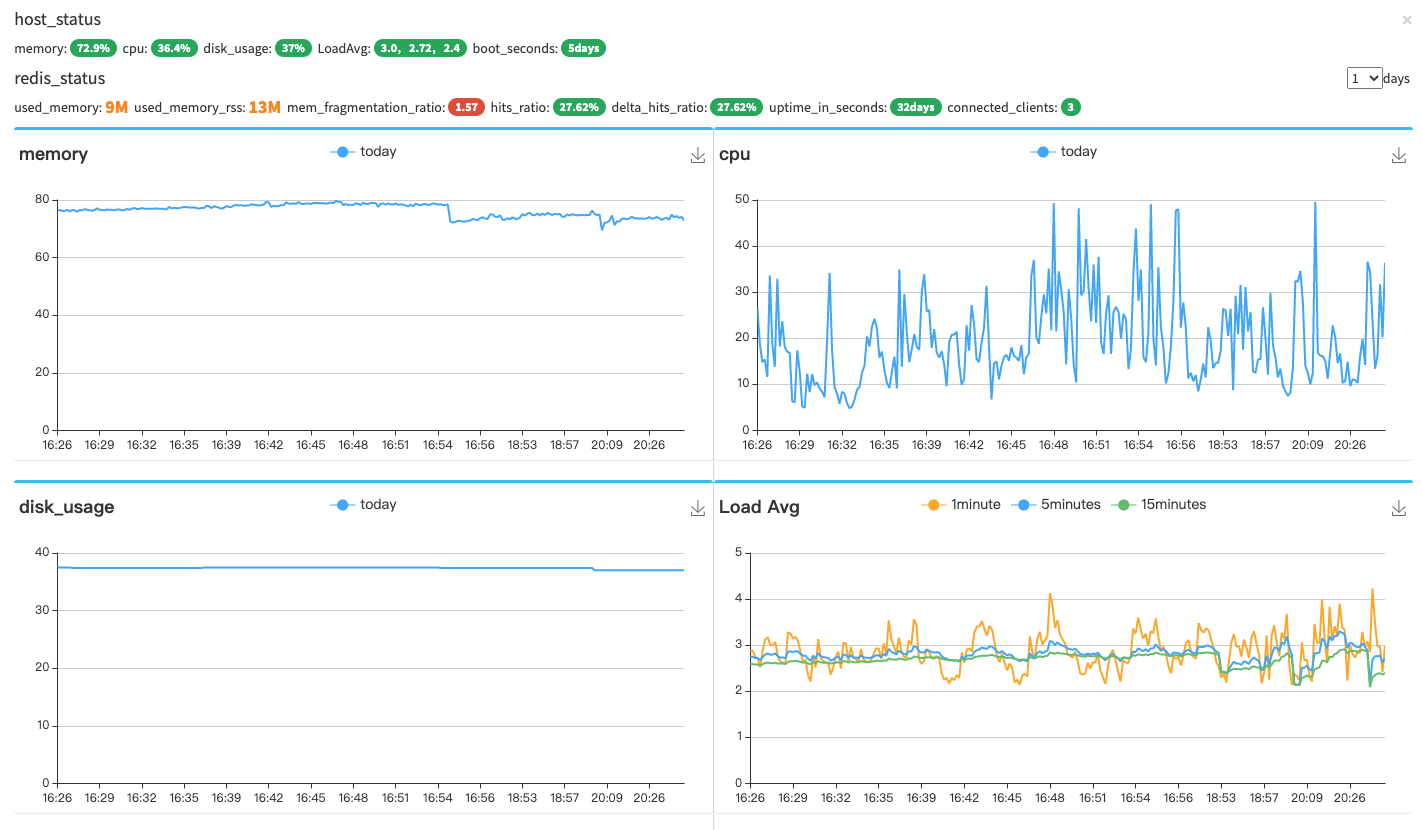 host_status
×
memory: 72.9% cpu: 36.4% disk_usage: 37% LoadAvg: 3.0, 2.72, 2.4 boot_seconds: 5days
redis_status
1 days
used_memory: 9M used_memory_rss: 13M mem_fragmentation_ratio: 1.57 hits_ratio: 27.62% delta_hits_ratio: 27.62% uptime_in_seconds: 32days connected_clients: 3
memory
today
80
60
40
20
0
16:26 16:29 16:32 16:35 16:39 16:42 16:45 16:48 16:51 16:54 16:56 18:53 18:57 20:09 20:26
cpu
today
50
40
30
20
10
0
16:26 16:29 16:32 16:35 16:39 16:42 16:45 16:48 16:51 16:54 16:56 18:53 18:57 20:09 20:26
disk_usage
today
40
30
20
10
0
16:26 16:29 16:32 16:35 16:39 16:42 16:45 16:48 16:51 16:54 16:56 18:53 18:57 20:09 20:26
Load Avg
1minute 5minutes 15minutes
5
4
3
2
1
0
16:26 16:29 16:32 16:35 16:39 16:42 16:45 16:48 16:51 16:54 16:56 18:53 18:57 20:09 20:26